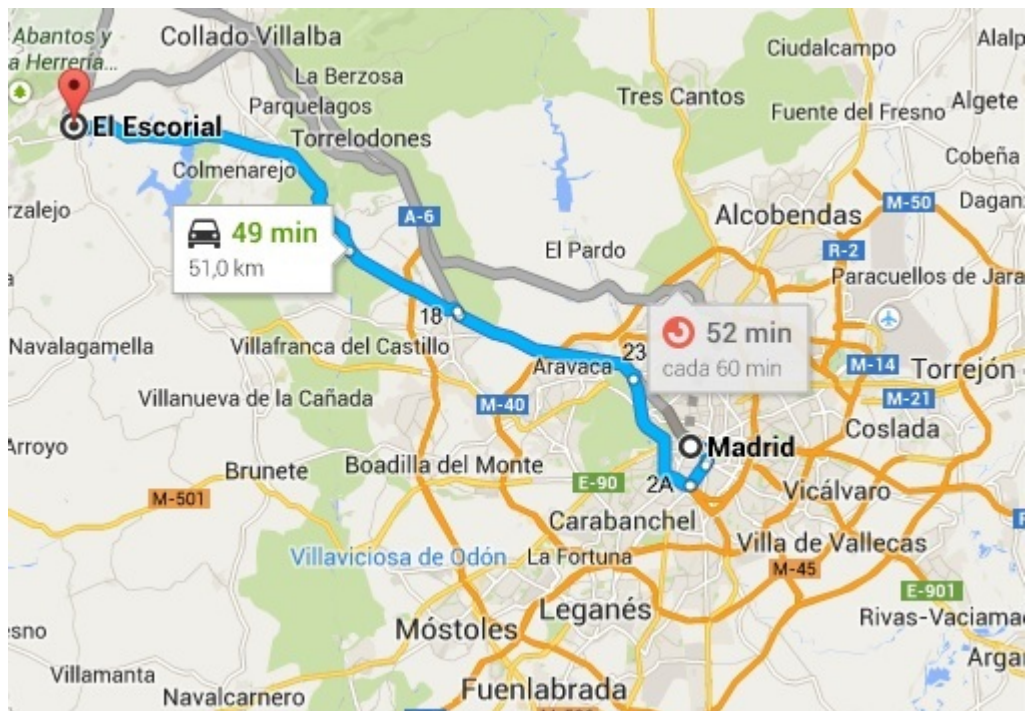 Abantos y
a Herrería...
Collado Villalba
Ciudalcampo
Alalp
La Berzosa
Tres Cantos
Parquelagos
Fuente del Fresno
Algete
El Escorial
Torrelodones
Cobeña
Colmenarejo
rzalejo
A-6
Alcobendas
M-50
Dagan
49 min
51,0 km
El Pardo
R-2
Paracuellos de Jara
18
52 min
cada 60 min
Navalagamella
Villafranca del Castillo
23
Aravaca
M-14
Torrejón
Villanueva de la Cañada
M-40
M-21
Coslada
Arroyo
Madrid
Brunete
Boadilla del Monte
E-90
2A
Vicálvaro
M-501
Carabanchel
Villaviciosa de Odón
La Fortuna
Villa de Vallecas
M-45
E-901
Leganés
Rivas-Vaciama
esno
Móstoles
Argan
Villamanta
Navalcarnero
Fuenlabrada